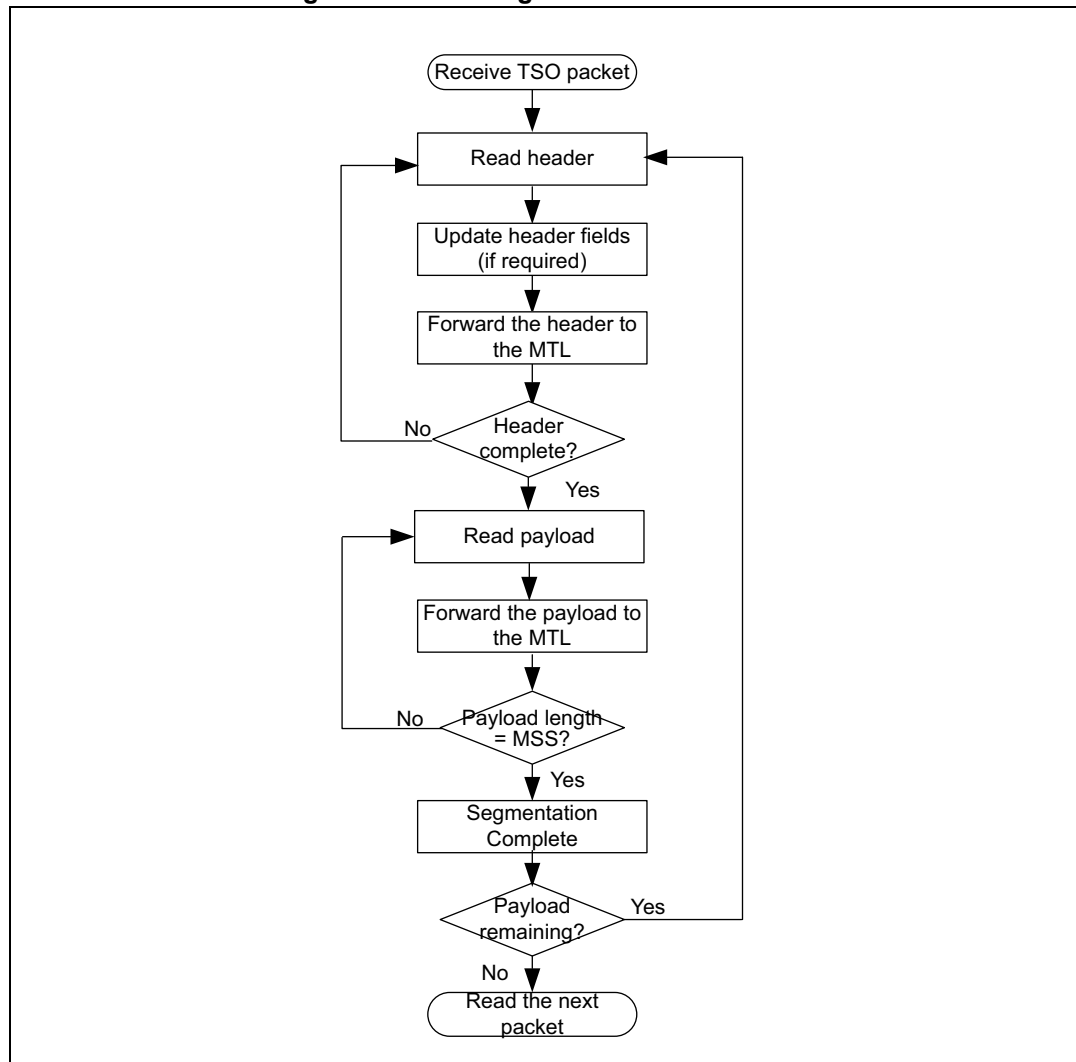 Receive TSO packet
Read header
Update header fields
(if required)
Forward the header to
the MTL
Header
complete?
No
Yes
Read payload
Forward the payload to
the MTL
Payload length
= MSS?
No
Yes
Segmentation
Complete
Payload
remaining?
Yes
No
Read the next
packet